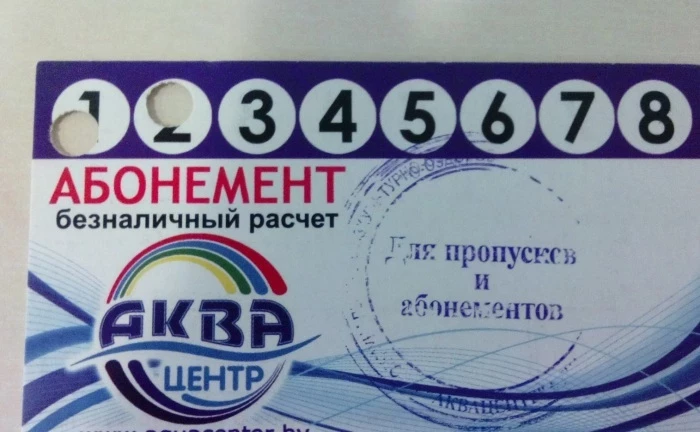 1 2 3 4 5 6 7 8
АБОНЕМЕНТ
безналичный расчет
АКВА
ЦЕНТР
Для пропусков
и
абонементов